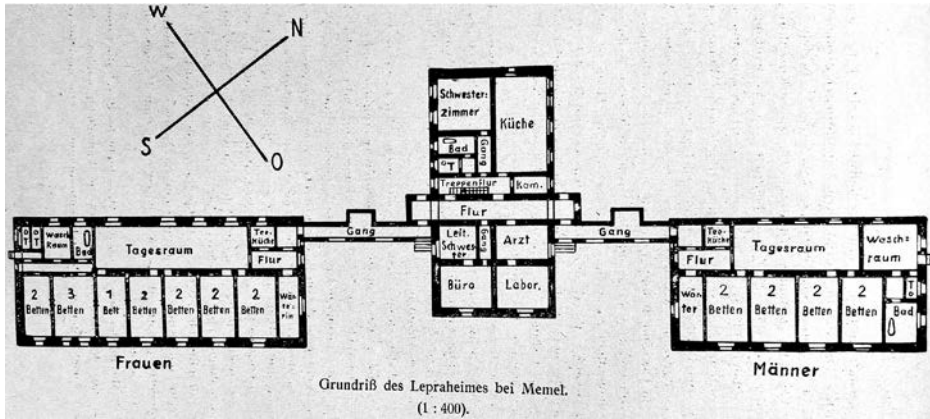 W
N
S
O
Schwester:
zimmer
Küche
Bad
Gang
T
Treppenflur
Kam.
Flur
Gang
Leit.
Schwes-
ter
Gang
Arzt
Gang
Büro
Labor.
T
T
Wasch
Raum
Bad
Tagesraum
Tee-
küche
Flur
2
Betten
3
Betten
1
Bett
2
Betten
2
Betten
2
Betten
2
Betten
Wär-
te-
rin
Frauen
Tee-
küche
Flur
Tagesraum
Wasch-
raum
Wär-
ter
2
Betten
2
Betten
2
Betten
2
Betten
T
Bad
Männer
Grundriß des Lepraheimes bei Memel.
(1 : 400).